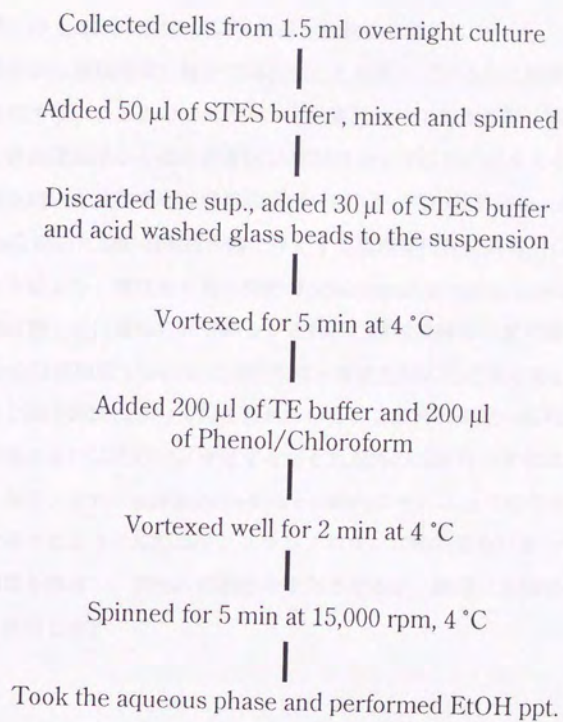 Collected cells from 1.5 ml overnight culture
Added 50 µl of STES buffer , mixed and spinned
Discarded the sup., added 30 µl of STES buffer
and acid washed glass beads to the suspension
Vortexed for 5 min at 4 °C
Added 200 µl of TE buffer and 200 µl
of Phenol/Chloroform
Vortexed well for 2 min at 4 °C
Spinned for 5 min at 15,000 rpm, 4 °C
Took the aqueous phase and performed EtOH ppt.